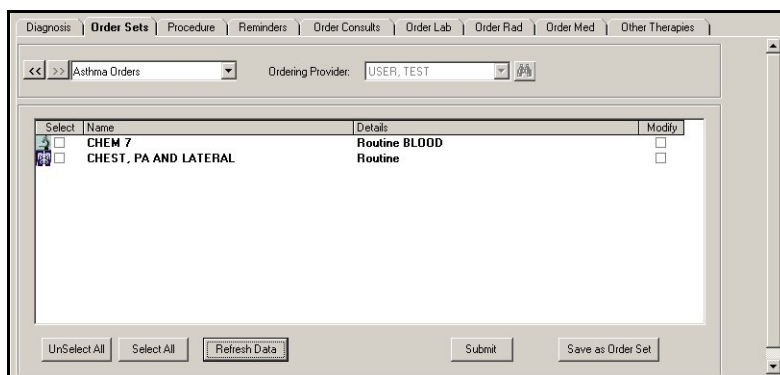 Diagnosis Order Sets Procedure Reminders Order Consults Order Lab Order Rad Order Med Other Therapies
<< >> Asthma Orders Ordering Provider: USER, TEST
Select Name Details Modify
CHEM 7 Routine BLOOD
CHEST, PA AND LATERAL Routine
UnSelect All Select All Refresh Data Submit Save as Order Set